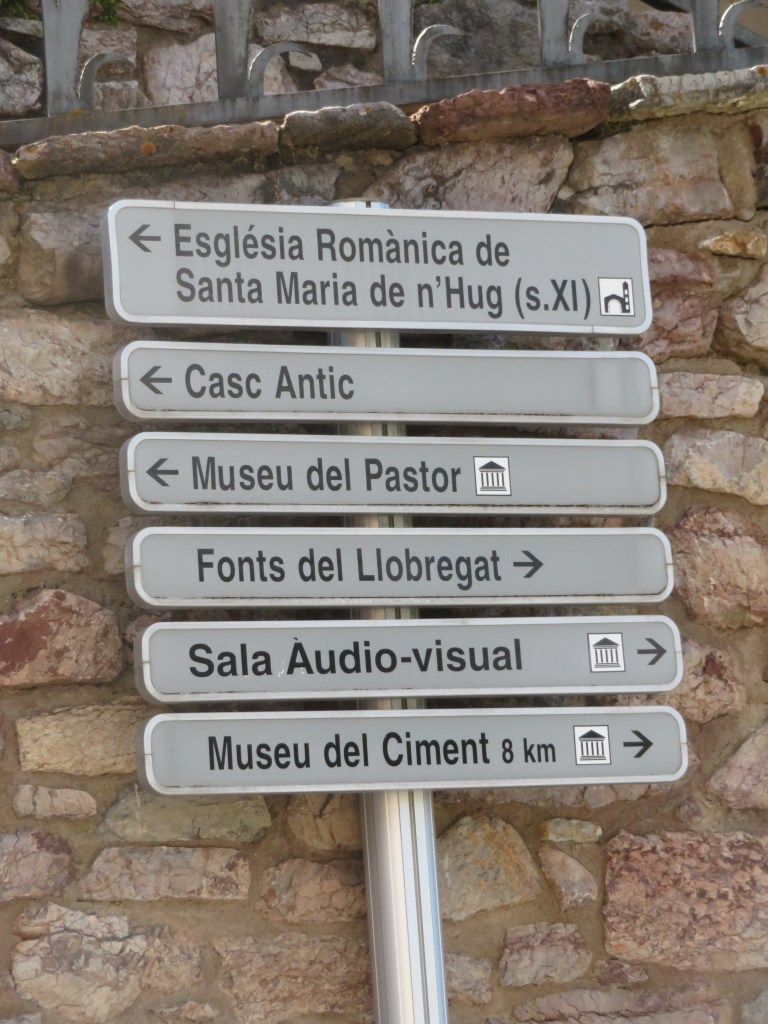 Església Romànica de
Santa Maria de n'Hug (s.XI)
Casc Antic
Museu del Pastor
Fonts del Llobregat
Sala Àudio-visual
Museu del Ciment 8 km